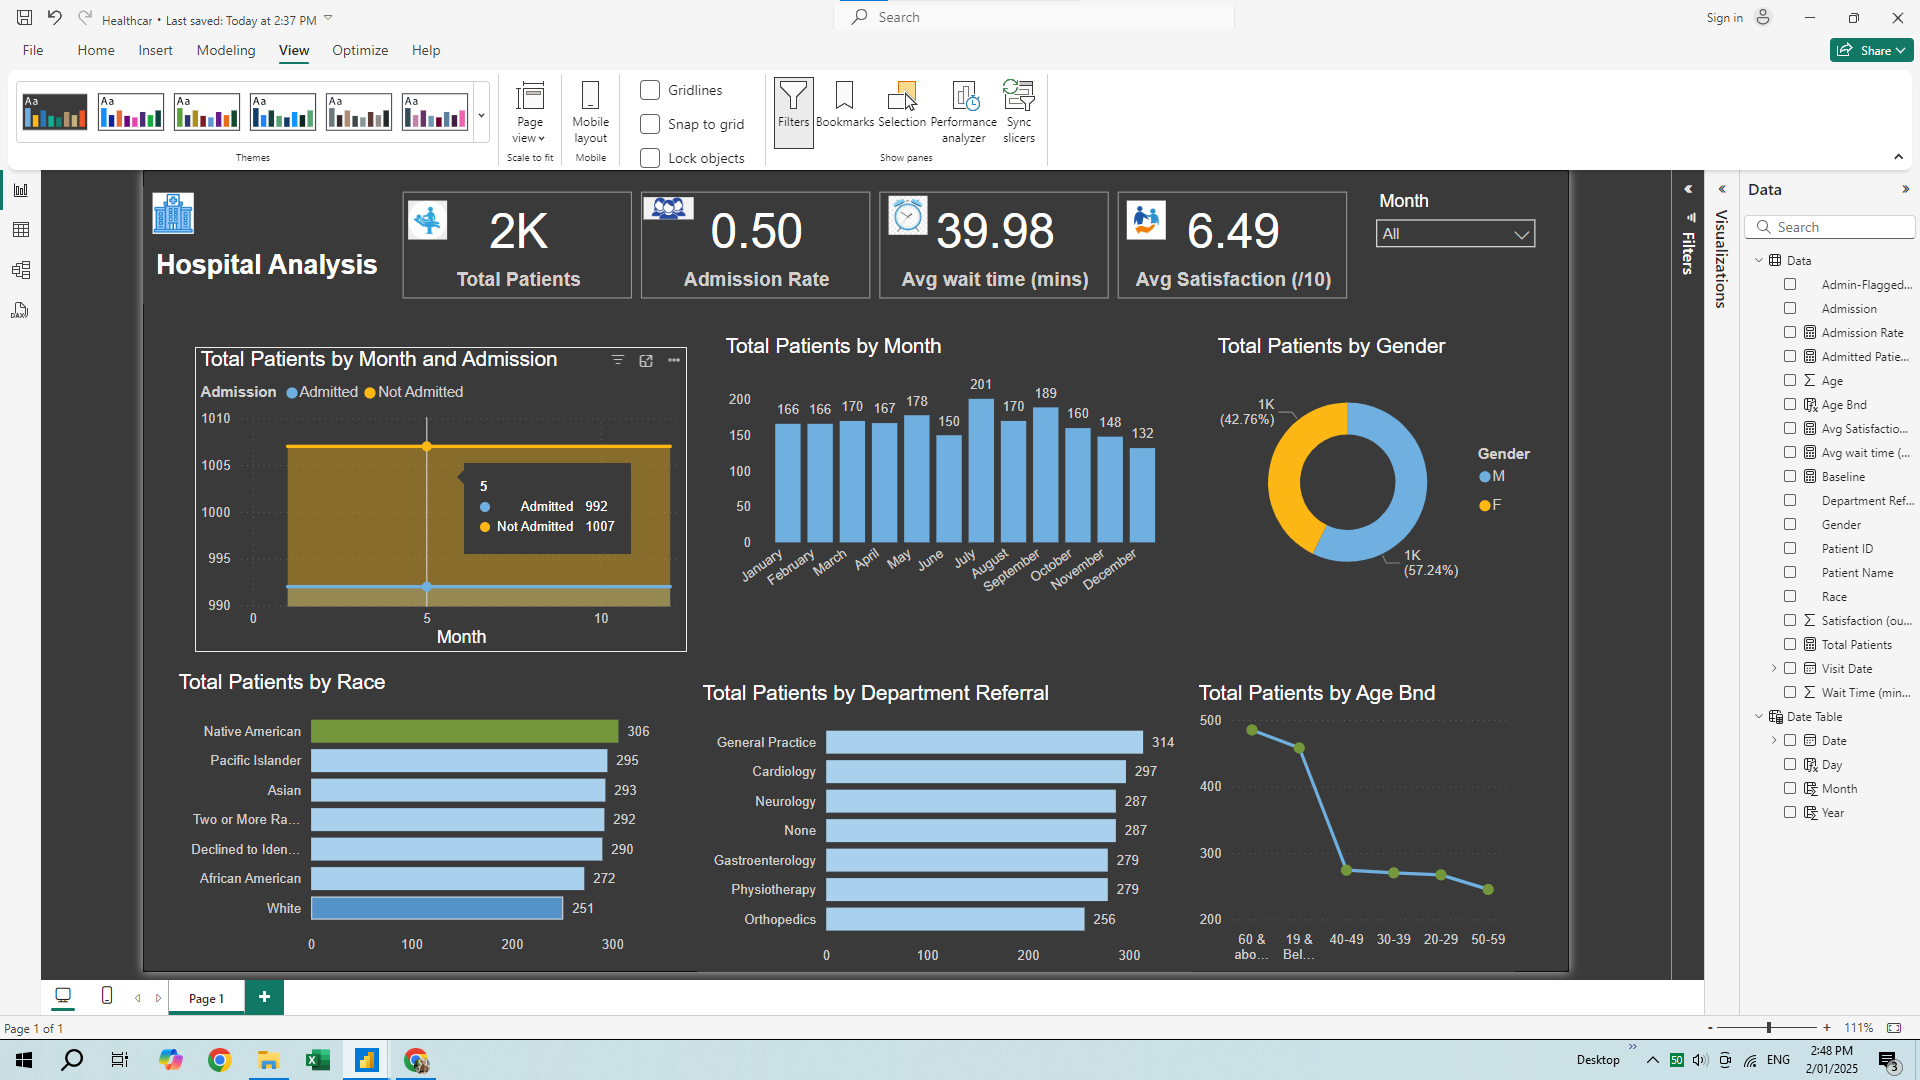 Healthcar • Last saved: Today at 2:37 PM
Search
Sign in
File
Home
Insert
Modeling
View
Optimize
Help
Share
Aa
Aa
Aa
Aa
Aa
Aa
Themes
Page view
Scale to fit
Mobile layout
Mobile
Gridlines
Snap to grid
Lock objects
Filters
Bookmarks
Selection
Performance analyzer
Sync slicers
Show panes
Hospital Analysis
2K
Total Patients
0.50
Admission Rate
39.98
Avg wait time (mins)
6.49
Avg Satisfaction (/10)
Month
All
Total Patients by Month and Admission
Admission Admitted Not Admitted
1010
1005
1000
995
990
0 5 10
Month
5
Admitted 992
Not Admitted 1007
Total Patients by Month
200
150
100
50
0
166 166 170 167 178 150 201 170 189 160 148 132
January February March April May June July August September October November December
Total Patients by Gender
1K
(42.76%)
1K
(57.24%)
Gender
M
F
Total Patients by Race
Native American 306
Pacific Islander 295
Asian 293
Two or More Ra... 292
Declined to Iden... 290
African American 272
White 251
0 100 200 300
Total Patients by Department Referral
General Practice 314
Cardiology 297
Neurology 287
None 287
Gastroenterology 279
Physiotherapy 279
Orthopedics 256
0 100 200 300
Total Patients by Age Bnd
500
400
300
200
60 & abo... 19 & Bel... 40-49 30-39 20-29 50-59
Filters
Visualizations
Data
Search
Data
Admin-Flagged...
Admission
Admission Rate
Admitted Patie...
Age
Age Bnd
Avg Satisfactio...
Avg wait time (...
Baseline
Department Ref...
Gender
Patient ID
Patient Name
Race
Satisfaction (ou...
Total Patients
Visit Date
Wait Time (min...
Date Table
Date
Day
Month
Year
Page 1
Page 1 of 1
- + 111%
DAX
Desktop
50
ENG
2:48 PM
2/01/2025
3